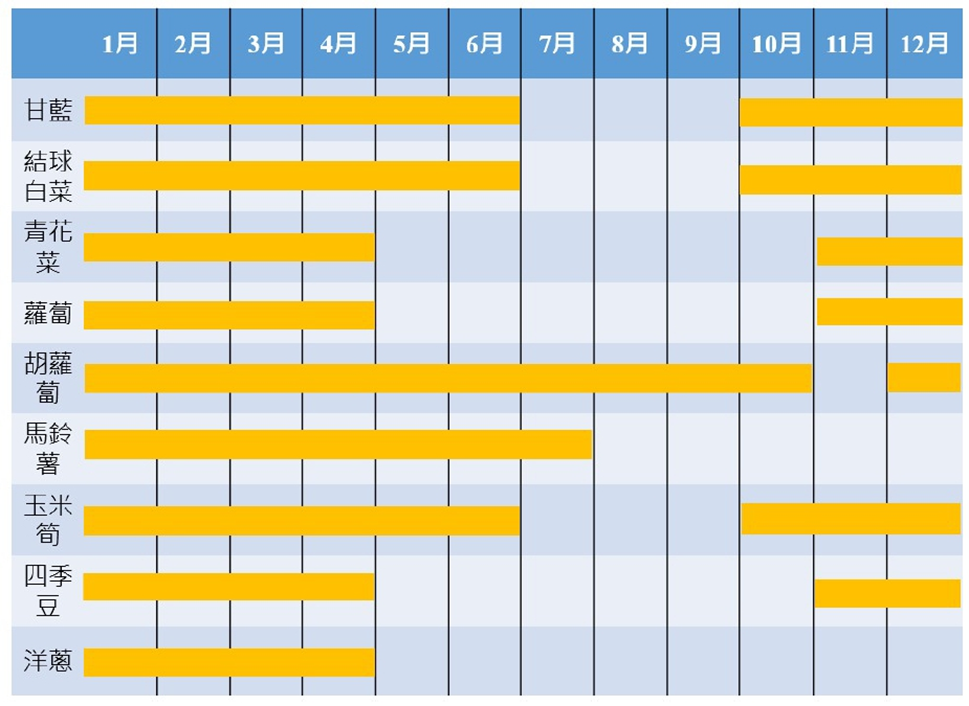 1月 2月 3月 4月 5月 6月 7月 8月 9月 10月 11月 12月
甘藍
結球
白菜
青花
菜
蘿蔔
胡蘿
蔔
馬鈴
薯
玉米
筍
四季
豆
洋蔥